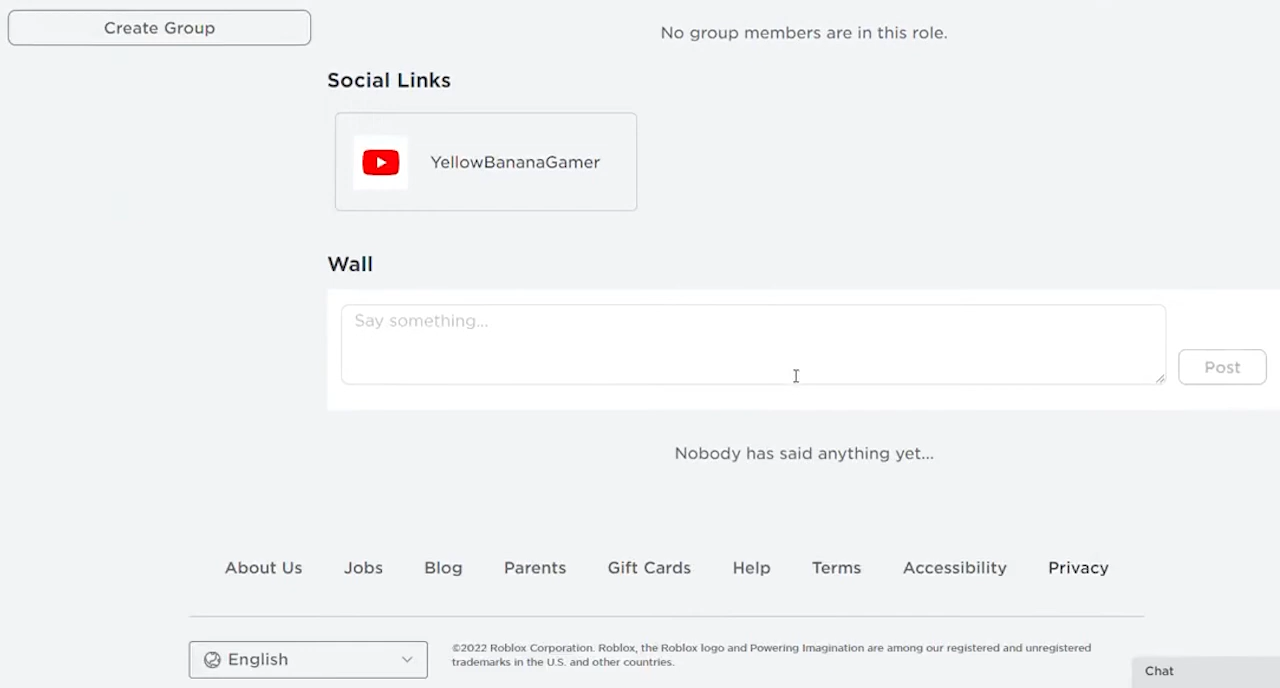 Create Group
No group members are in this role.
Social Links
YellowBananaGamer
Wall
Say something...
Post
Nobody has said anything yet...
About Us Jobs Blog Parents Gift Cards Help Terms Accessibility Privacy
English
©2022 Roblox Corporation. Roblox, the Roblox logo and Powering Imagination are among our registered and unregistered
trademarks in the U.S. and other countries.
Chat